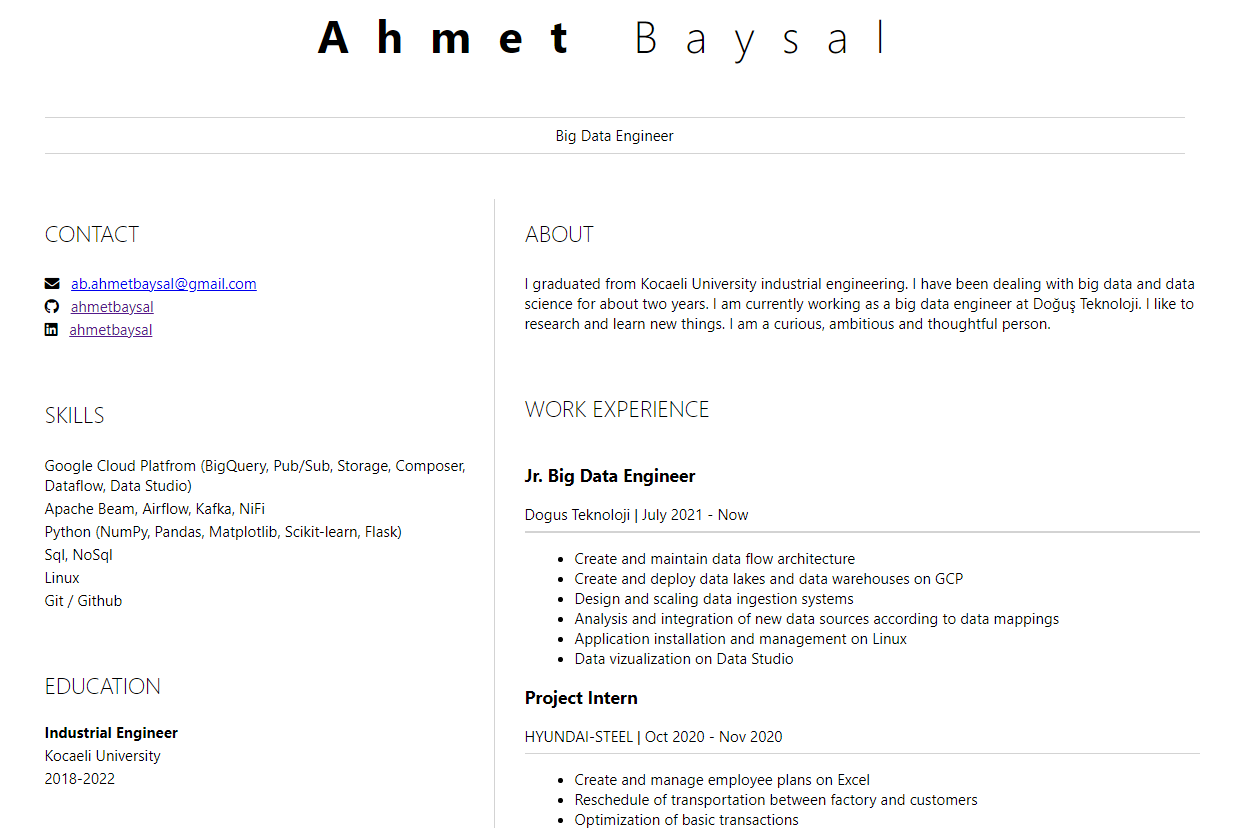 Ahmet Baysal
Big Data Engineer
CONTACT
ab.ahmetbaysal@gmail.com
ahmetbaysal
ahmetbaysal
SKILLS
Google Cloud Platfrom (BigQuery, Pub/Sub, Storage, Composer,
Dataflow, Data Studio)
Apache Beam, Airflow, Kafka, NiFi
Python (NumPy, Pandas, Matplotlib, Scikit-learn, Flask)
Sql, NoSql
Linux
Git / Github
EDUCATION
Industrial Engineer
Kocaeli University
2018-2022
ABOUT
I graduated from Kocaeli University industrial engineering. I have been dealing with big data and data
science for about two years. I am currently working as a big data engineer at Doğuş Teknoloji. I like to
research and learn new things. I am a curious, ambitious and thoughtful person.
WORK EXPERIENCE
Jr. Big Data Engineer
Dogus Teknoloji | July 2021 - Now
• Create and maintain data flow architecture
• Create and deploy data lakes and data warehouses on GCP
• Design and scaling data ingestion systems
• Analysis and integration of new data sources according to data mappings
• Application installation and management on Linux
• Data vizualization on Data Studio
Project Intern
HYUNDAI-STEEL | Oct 2020 - Nov 2020
• Create and manage employee plans on Excel
• Reschedule of transportation between factory and customers
• Optimization of basic transactions